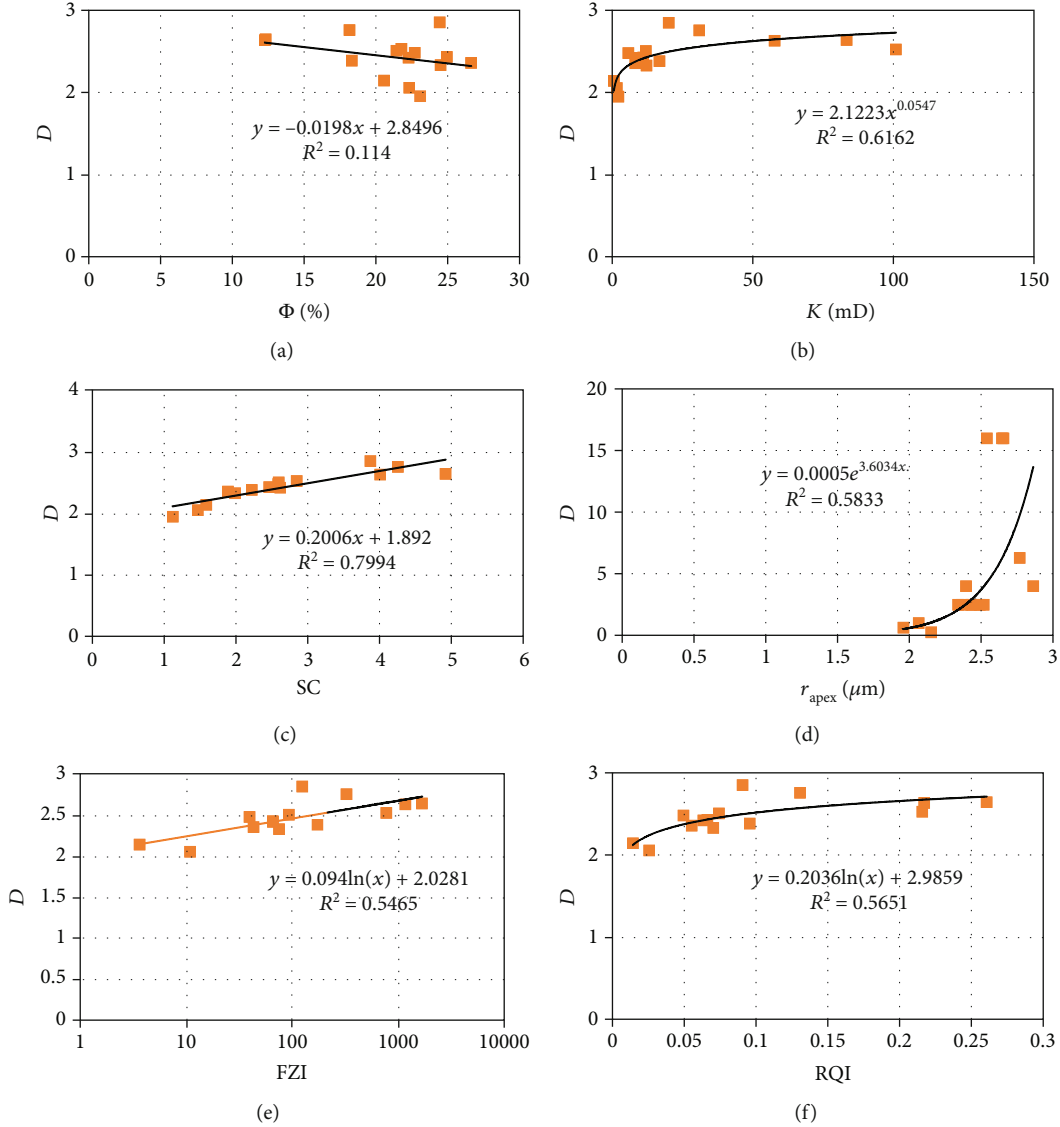 3
2
1
0
D
y = –0.0198x + 2.8496
R² = 0.114
0 5 10 15 20 25 30
Φ (%)
(a)
3
2
1
0
D
y = 2.1223x^0.0547
R² = 0.6162
0 50 100 150
K (mD)
(b)
4
3
2
1
0
D
y = 0.2006x + 1.892
R² = 0.7994
0 1 2 3 4 5 6
SC
(c)
20
15
10
5
0
D
y = 0.0005e^3.6034x
R² = 0.5833
0 0.5 1 1.5 2 2.5 3
r_apex (μm)
(d)
3
2.5
2
1.5
1
0.5
0
D
y = 0.094ln(x) + 2.0281
R² = 0.5465
1 10 100 1000 10000
FZI
(e)
3
2
1
0
D
y = 0.2036ln(x) + 2.9859
R² = 0.5651
0 0.05 0.1 0.15 0.2 0.25 0.3
RQI
(f)